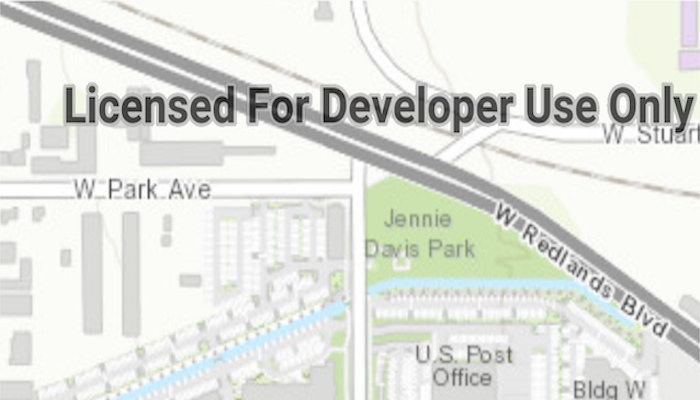 Licensed For Developer Use Only
W Stuart
W Park Ave
Jennie
Davis Park
W Redlands Blvd
U.S. Post
Office
Bldg W